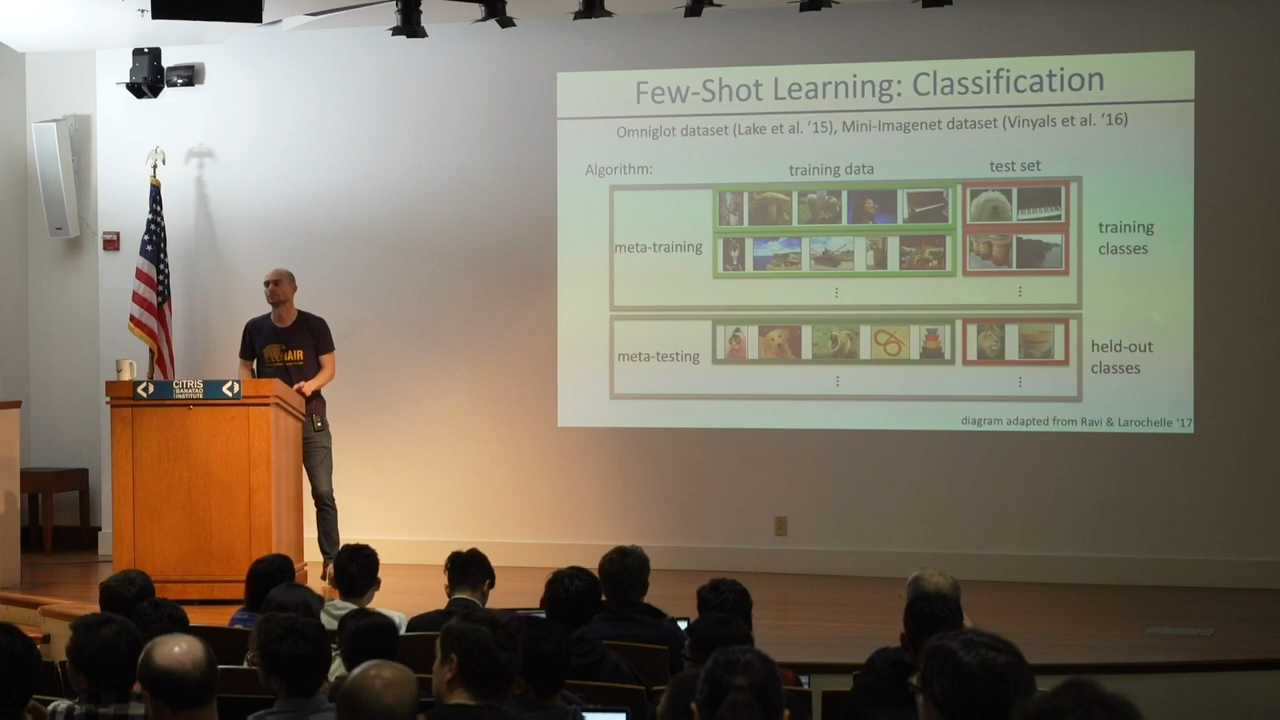 Few-Shot Learning: Classification
Omniglot dataset (Lake et al. ’15), Mini-Imagenet dataset (Vinyals et al. ‘16)
Algorithm:
training data
test set
meta-training
training
classes
meta-testing
held-out
classes
diagram adapted from Ravi & Larochelle ‘17
BAIR
CITRIS
BANATAO
INSTITUTE